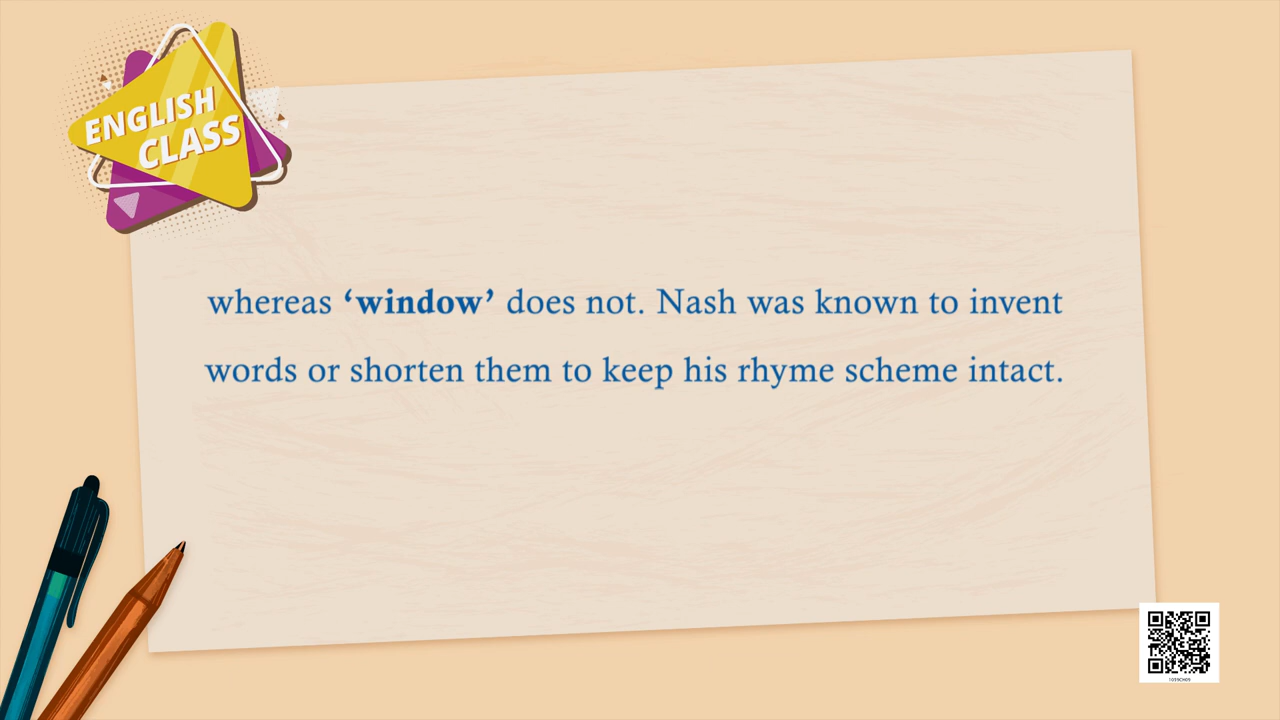 ENGLISH
CLASS
whereas ‘window’ does not. Nash was known to invent
words or shorten them to keep his rhyme scheme intact.